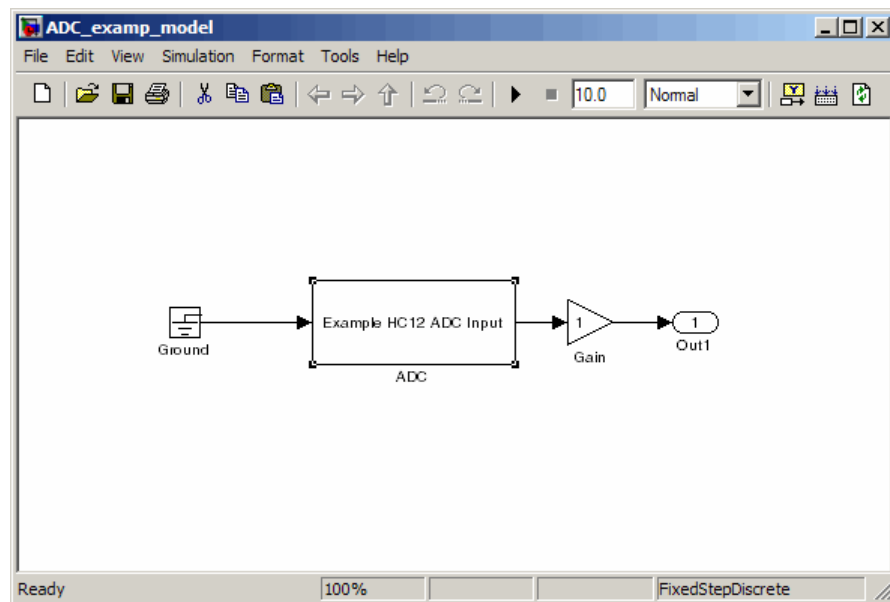 ADC_examp_model
File Edit View Simulation Format Tools Help
10.0 Normal
Example HC12 ADC Input
1
1
Ground
Gain
Out1
ADC
Ready 100% FixedStepDiscrete